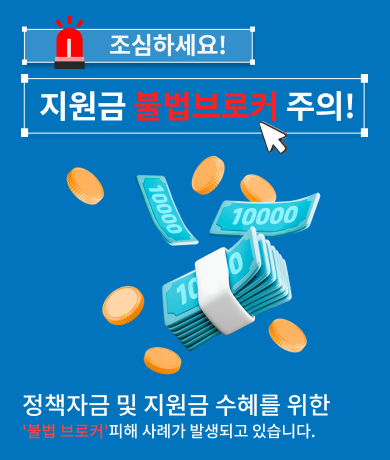 조심하세요!
지원금 불법브로커 주의!
10000
10000
10
0
정책자금 및 지원금 수혜를 위한
'불법 브로커'피해 사례가 발생되고 있습니다.